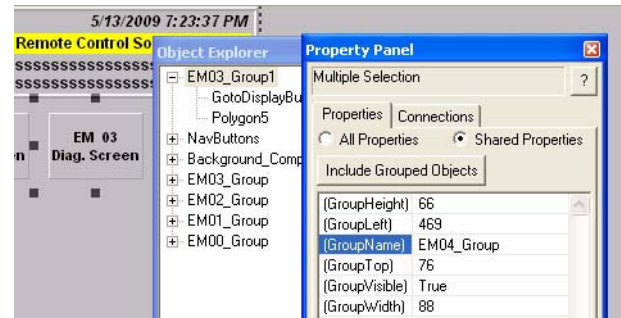 5/13/2009 7:23:37 PM
Remote Control So
ssssssssssssssss
ssssssssssssssss
EM 03
Diag. Screen
n
Object Explorer
EM03_Group1
GotoDisplayBu
Polygon5
NavButtons
Background_Comp
EM03_Group
EM02_Group
EM01_Group
EM00_Group
Property Panel
Multiple Selection
?
Properties
Connections
All Properties
Shared Properties
Include Grouped Objects
(GroupHeight) 66
(GroupLeft) 469
(GroupName) EM04_Group
(GroupTop) 76
(GroupVisible) True
(GroupWidth) 88